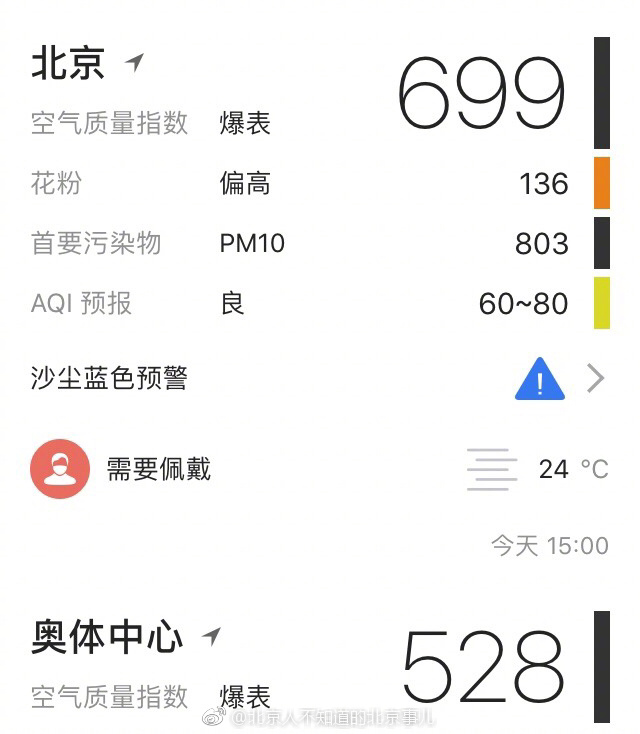 北京
699
空气质量指数 爆表
花粉 偏高 136
首要污染物 PM10 803
AQI 预报 良 60~80
沙尘蓝色预警
需要佩戴 24 °C
今天 15:00
奥体中心
528
空气质量指数 爆表
@北京人不知道的北京事儿